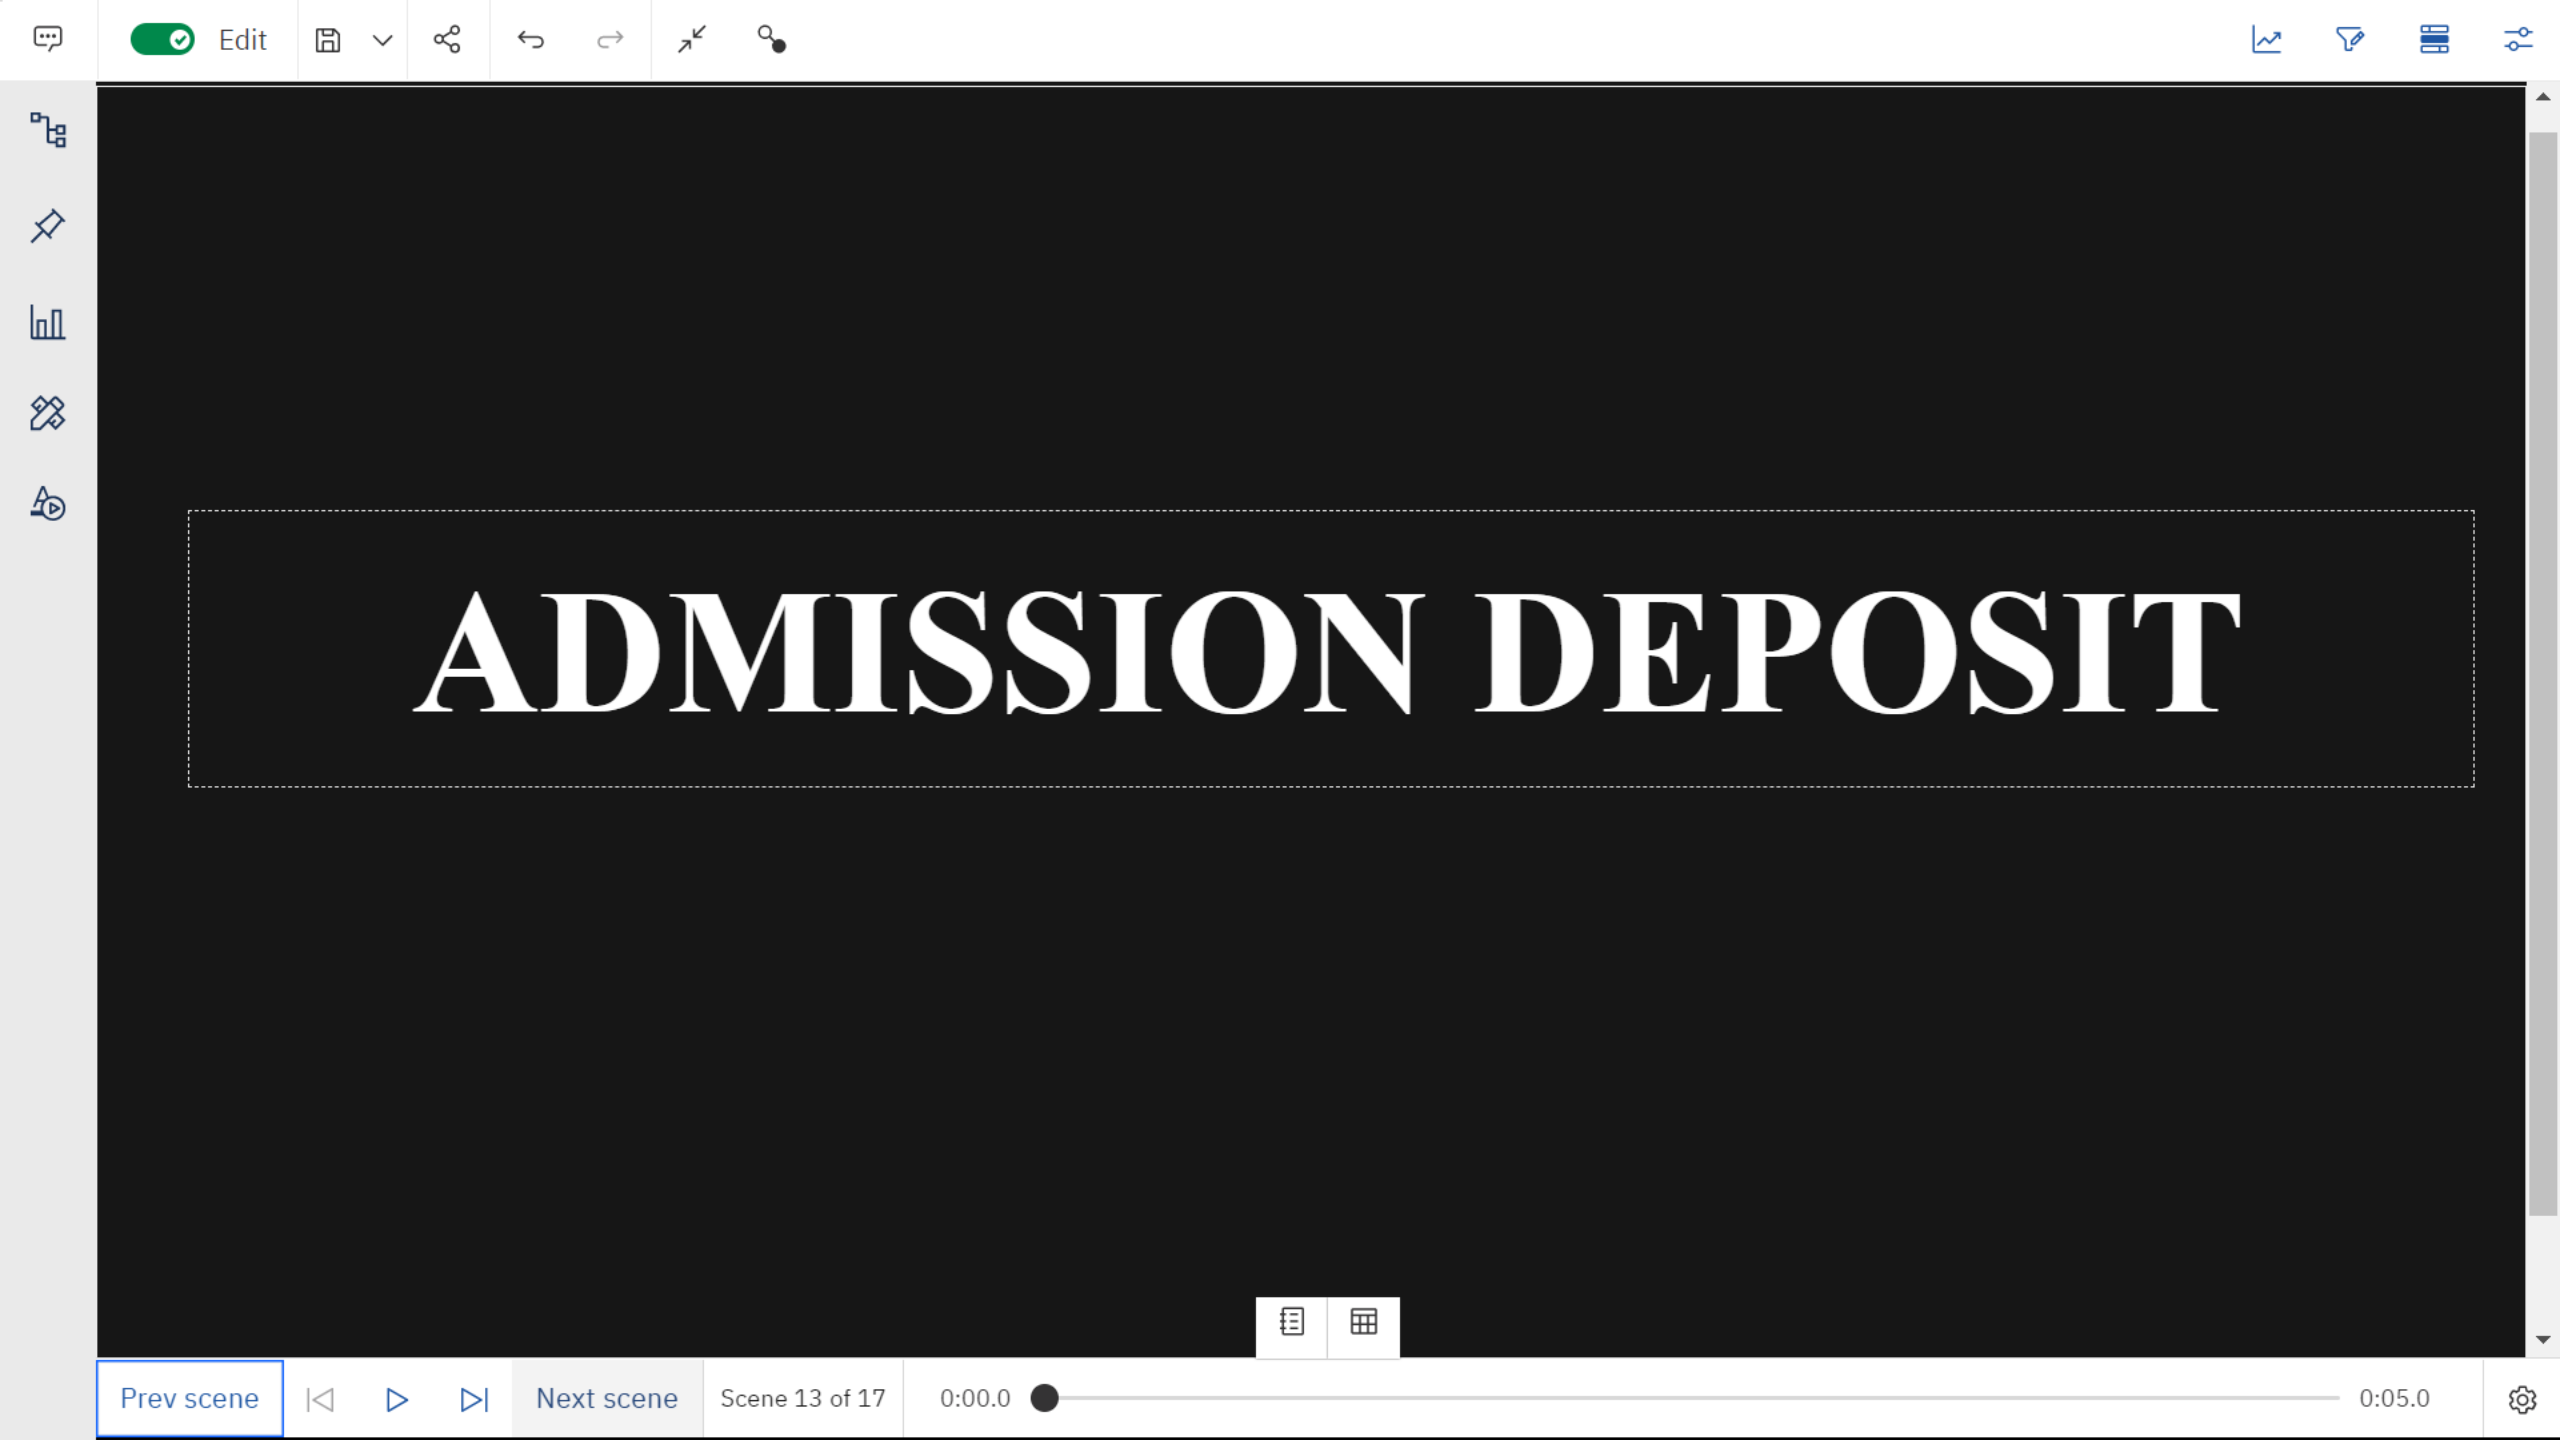 Edit
ADMISSION DEPOSIT
Prev scene
Next scene
Scene 13 of 17
0:00.0
0:05.0